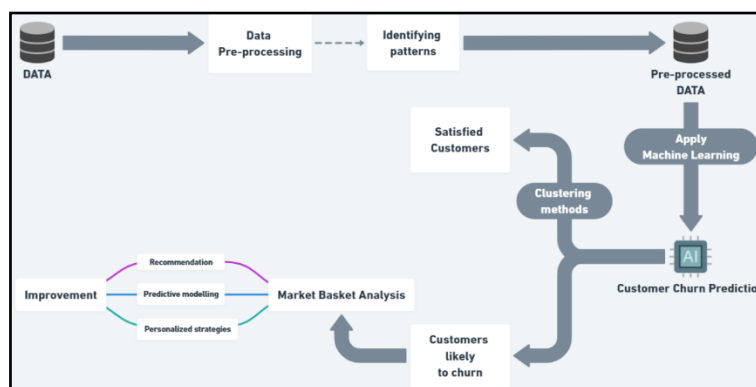 DATA
Data
Pre-processing
Identifying
patterns
Pre-processed
DATA
Apply
Machine Learning
Satisfied
Customers
Clustering
methods
AI
Customer Churn Predictio
Recommendation
Improvement
Predictive modelling
Market Basket Analysis
Personalized strategies
Customers
likely
to churn